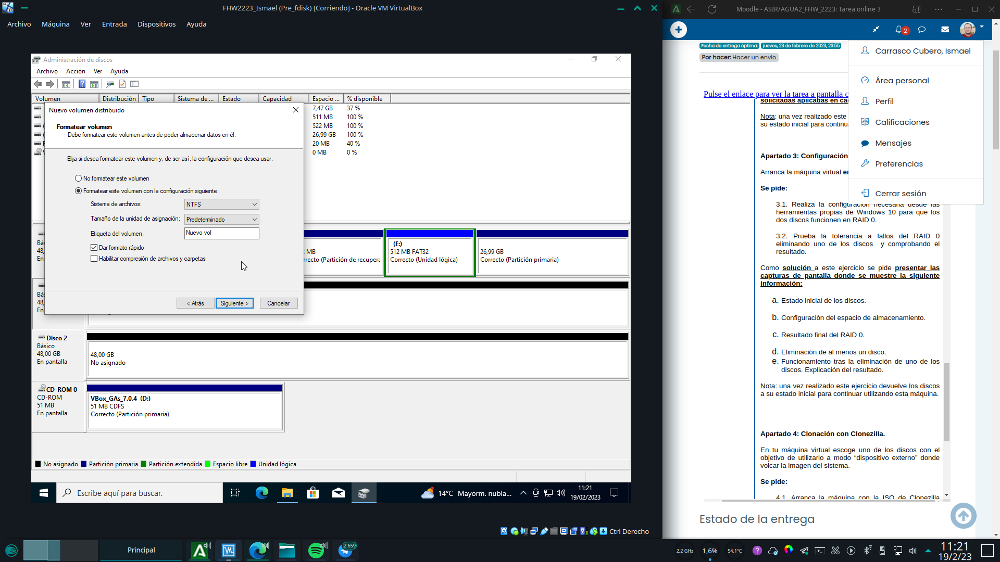 FHW2223_Ismael (Pre_fdisk) [Corriendo] - Oracle VM VirtualBox
Archivo Máquina Ver Entrada Dispositivos Ayuda
Administración de discos
Archivo Acción Ver Ayuda
Volumen Distribución Tipo Sistema de ... Estado Capacidad Espacio ... % disponible
7,47 GB 37 %
511 MB 100 %
522 MB 100 %
26,99 GB 100 %
20 MB 40 %
0 MB 0 %
Nuevo volumen distribuido
Formatear volumen
Debe formatear este volumen antes de poder almacenar datos en él.
Elija si desea formatear este volumen y, de ser así, la configuración que desea usar.
No formatear este volumen
Formatear este volumen con la configuración siguiente:
Sistema de archivos: NTFS
Tamaño de la unidad de asignación: Predeterminado
Etiqueta del volumen: Nuevo vol
Dar formato rápido
Habilitar compresión de archivos y carpetas
< Atrás Siguiente > Cancelar
Bá
48,
En
MB
rrecto (Partición de recupera
(E:)
512 MB FAT32
Correcto (Unidad lógica)
26,99 GB
Correcto (Partición primaria)
Bá
48,
En
Disco 2
Básico
48,00 GB
En pantalla
48,00 GB
No asignado
CD-ROM 0
CD-ROM
51 MB
En pantalla
VBox_GAs_7.0.4 (D:)
51 MB CDFS
Correcto (Partición primaria)
No asignado Partición primaria Partición extendida Espacio libre Unidad lógica
Escribe aquí para buscar.
14°C Mayorm. nubla...
11:21
19/02/2023
Ctrl Derecho
Moodle - ASIR/AGUA2_FHW_2223: Tarea online 3
2
Fecha de entrega óptima: jueves, 23 de febrero de 2023, 23:55
Por hacer: Hacer un envío
Pulse el enlace para ver la tarea a pantalla c
solicitadas aplicadas en ca
Nota: una vez realizado este
su estado inicial para continu
Carrasco Cubero, Ismael
Área personal
Perfil
Calificaciones
Mensajes
Preferencias
Cerrar sesión
Apartado 3: Configuración
Arranca la máquina virtual en
Se pide:
3.1. Realiza la configuración necesaria desde las
herramientas propias de Windows 10 para que los
dos discos funcionen en RAID 0.
3.2. Prueba la tolerancia a fallos del RAID 0
eliminando uno de los discos y comprobando el
resultado.
Como solución a este ejercicio se pide presentar las
capturas de pantalla donde se muestre la siguiente
información:
a. Estado inicial de los discos.
b. Configuración del espacio de almacenamiento.
c. Resultado final del RAID 0.
d. Eliminación de al menos un disco.
e. Funcionamiento tras la eliminación de uno de los
discos. Explicación del resultado.
Nota: una vez realizado este ejercicio devuelve los discos
a su estado inicial para continuar utilizando esta máquina.
Apartado 4: Clonación con Clonezilla.
En tu máquina virtual escoge uno de los discos con el
objetivo de utilizarlo a modo “dispositivo externo” donde
volcar la imagen del sistema.
Se pide:
4.1. Arranca la máquina con la ISO de Clonezilla
Estado de la entrega
Principal
2.659
2,2 GHz 1,6% 54,1°C
11:21
19/2/23